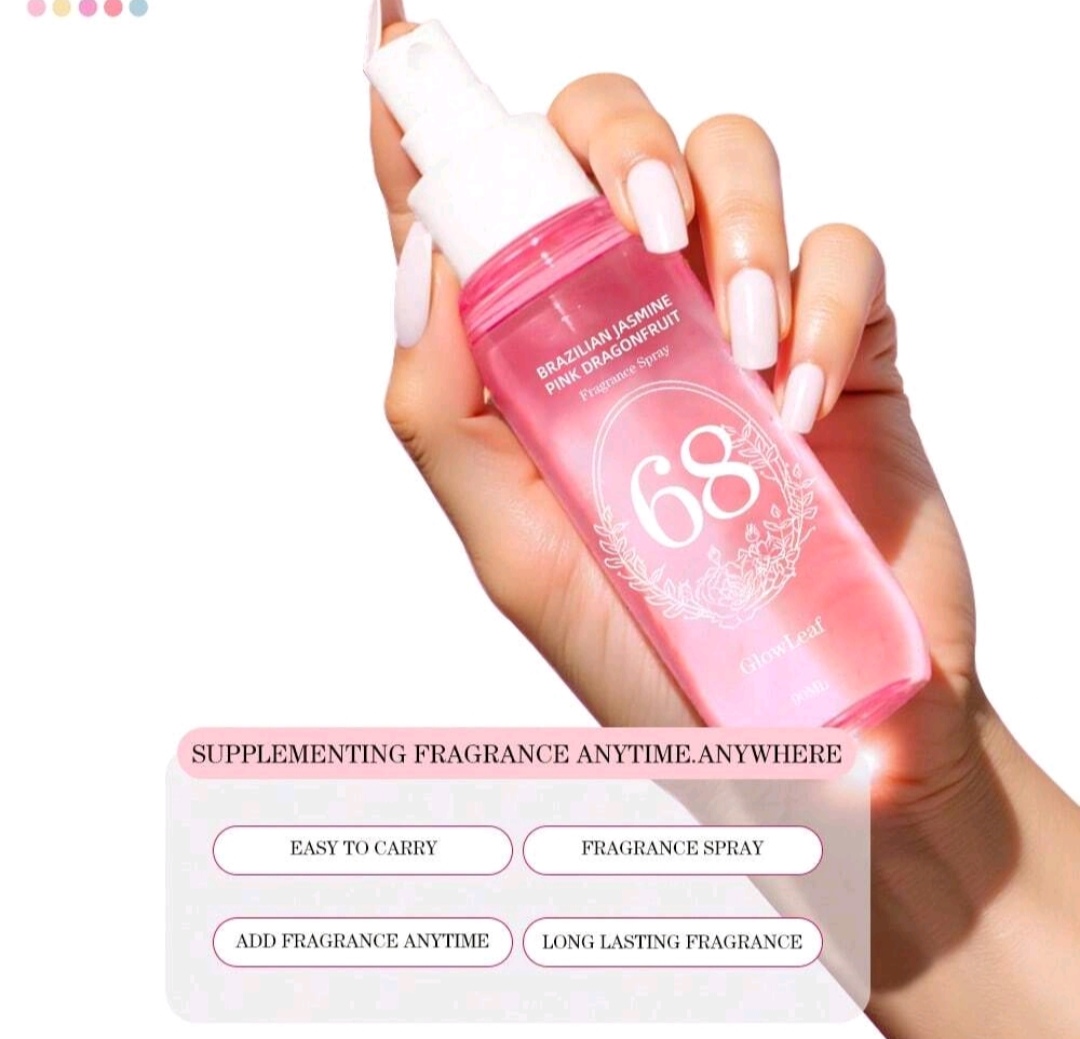 BRAZILIAN JASMINE
PINK DRAGONFRUIT
Fragrance Spray
68
GlowLeaf
90ML
SUPPLEMENTING FRAGRANCE ANYTIME.ANYWHERE
EASY TO CARRY
FRAGRANCE SPRAY
ADD FRAGRANCE ANYTIME
LONG LASTING FRAGRANCE